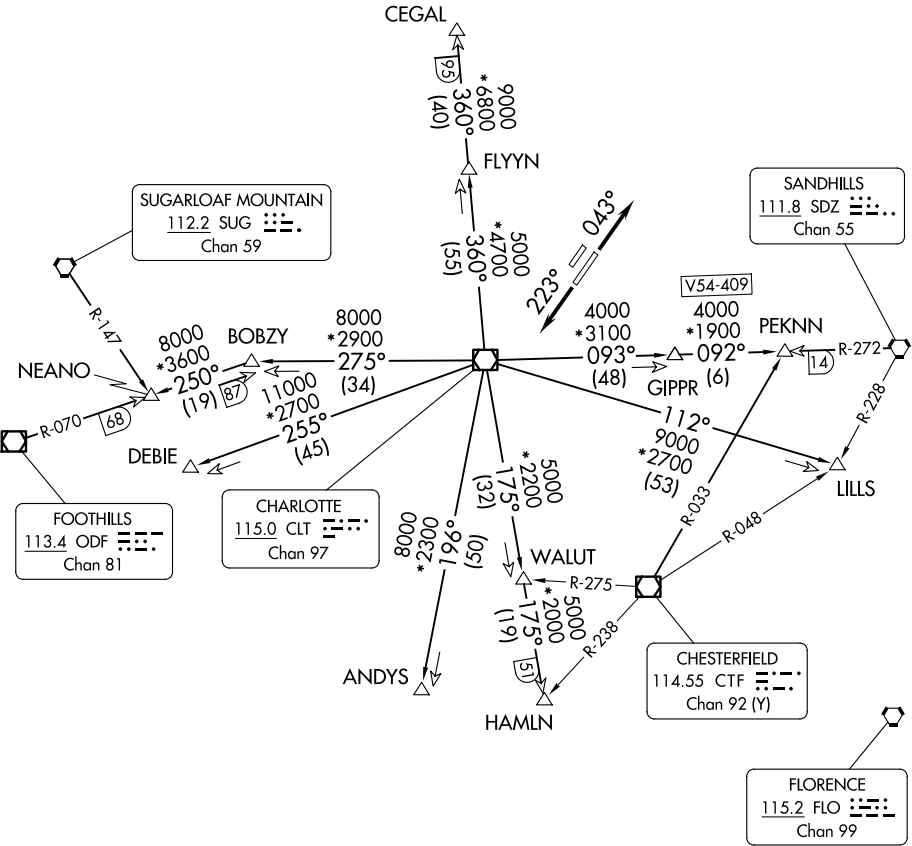 CEGAL
95
9000
*6800
360°
(40)
FLYYN
SUGARLOAF MOUNTAIN
112.2 SUG
Chan 59
SANDHILLS
111.8 SDZ
Chan 55
5000
*4700
360°
(55)
043°
223°
R-147
V54-409
8000
*3600
250°
(19)
BOBZY
87
8000
*2900
275°
(34)
4000
*3100
093°
(48)
4000
*1900
092°
(6)
GIPPR
PEKNN
14
R-272
NEANO
R-070
68
11000
*2700
255°
(45)
DEBIE
112°
9000
*2700
(53)
R-228
LILLS
FOOTHILLS
113.4 ODF
Chan 81
CHARLOTTE
115.0 CLT
Chan 97
5000
*2200
175°
(32)
R-033
R-048
8000
*2300
196°
(50)
WALUT
R-275
5000
*2000
175°
(19)
51
R-238
ANDYS
HAMLN
CHESTERFIELD
114.55 CTF
Chan 92 (Y)
FLORENCE
115.2 FLO
Chan 99